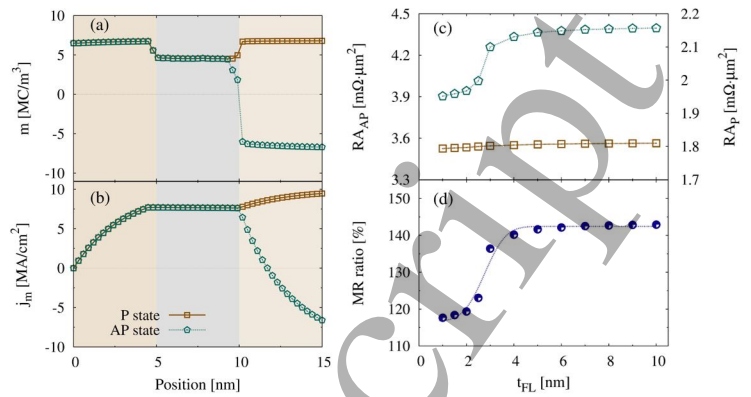 (a)
m [MC/m³]
10
5
0
-5
-10
(b)
j_m [MA/cm²]
10
5
0
-5
-10
P state
AP state
0
5
10
15
Position [nm]
(c)
RA_AP [mΩ·μm²]
4.5
4.2
3.9
3.6
3.3
RA_P [mΩ·μm²]
2.2
2.1
2
1.9
1.8
1.7
(d)
MR ratio [%]
150
140
130
120
110
0
2
4
6
8
10
t_FL [nm]
cript